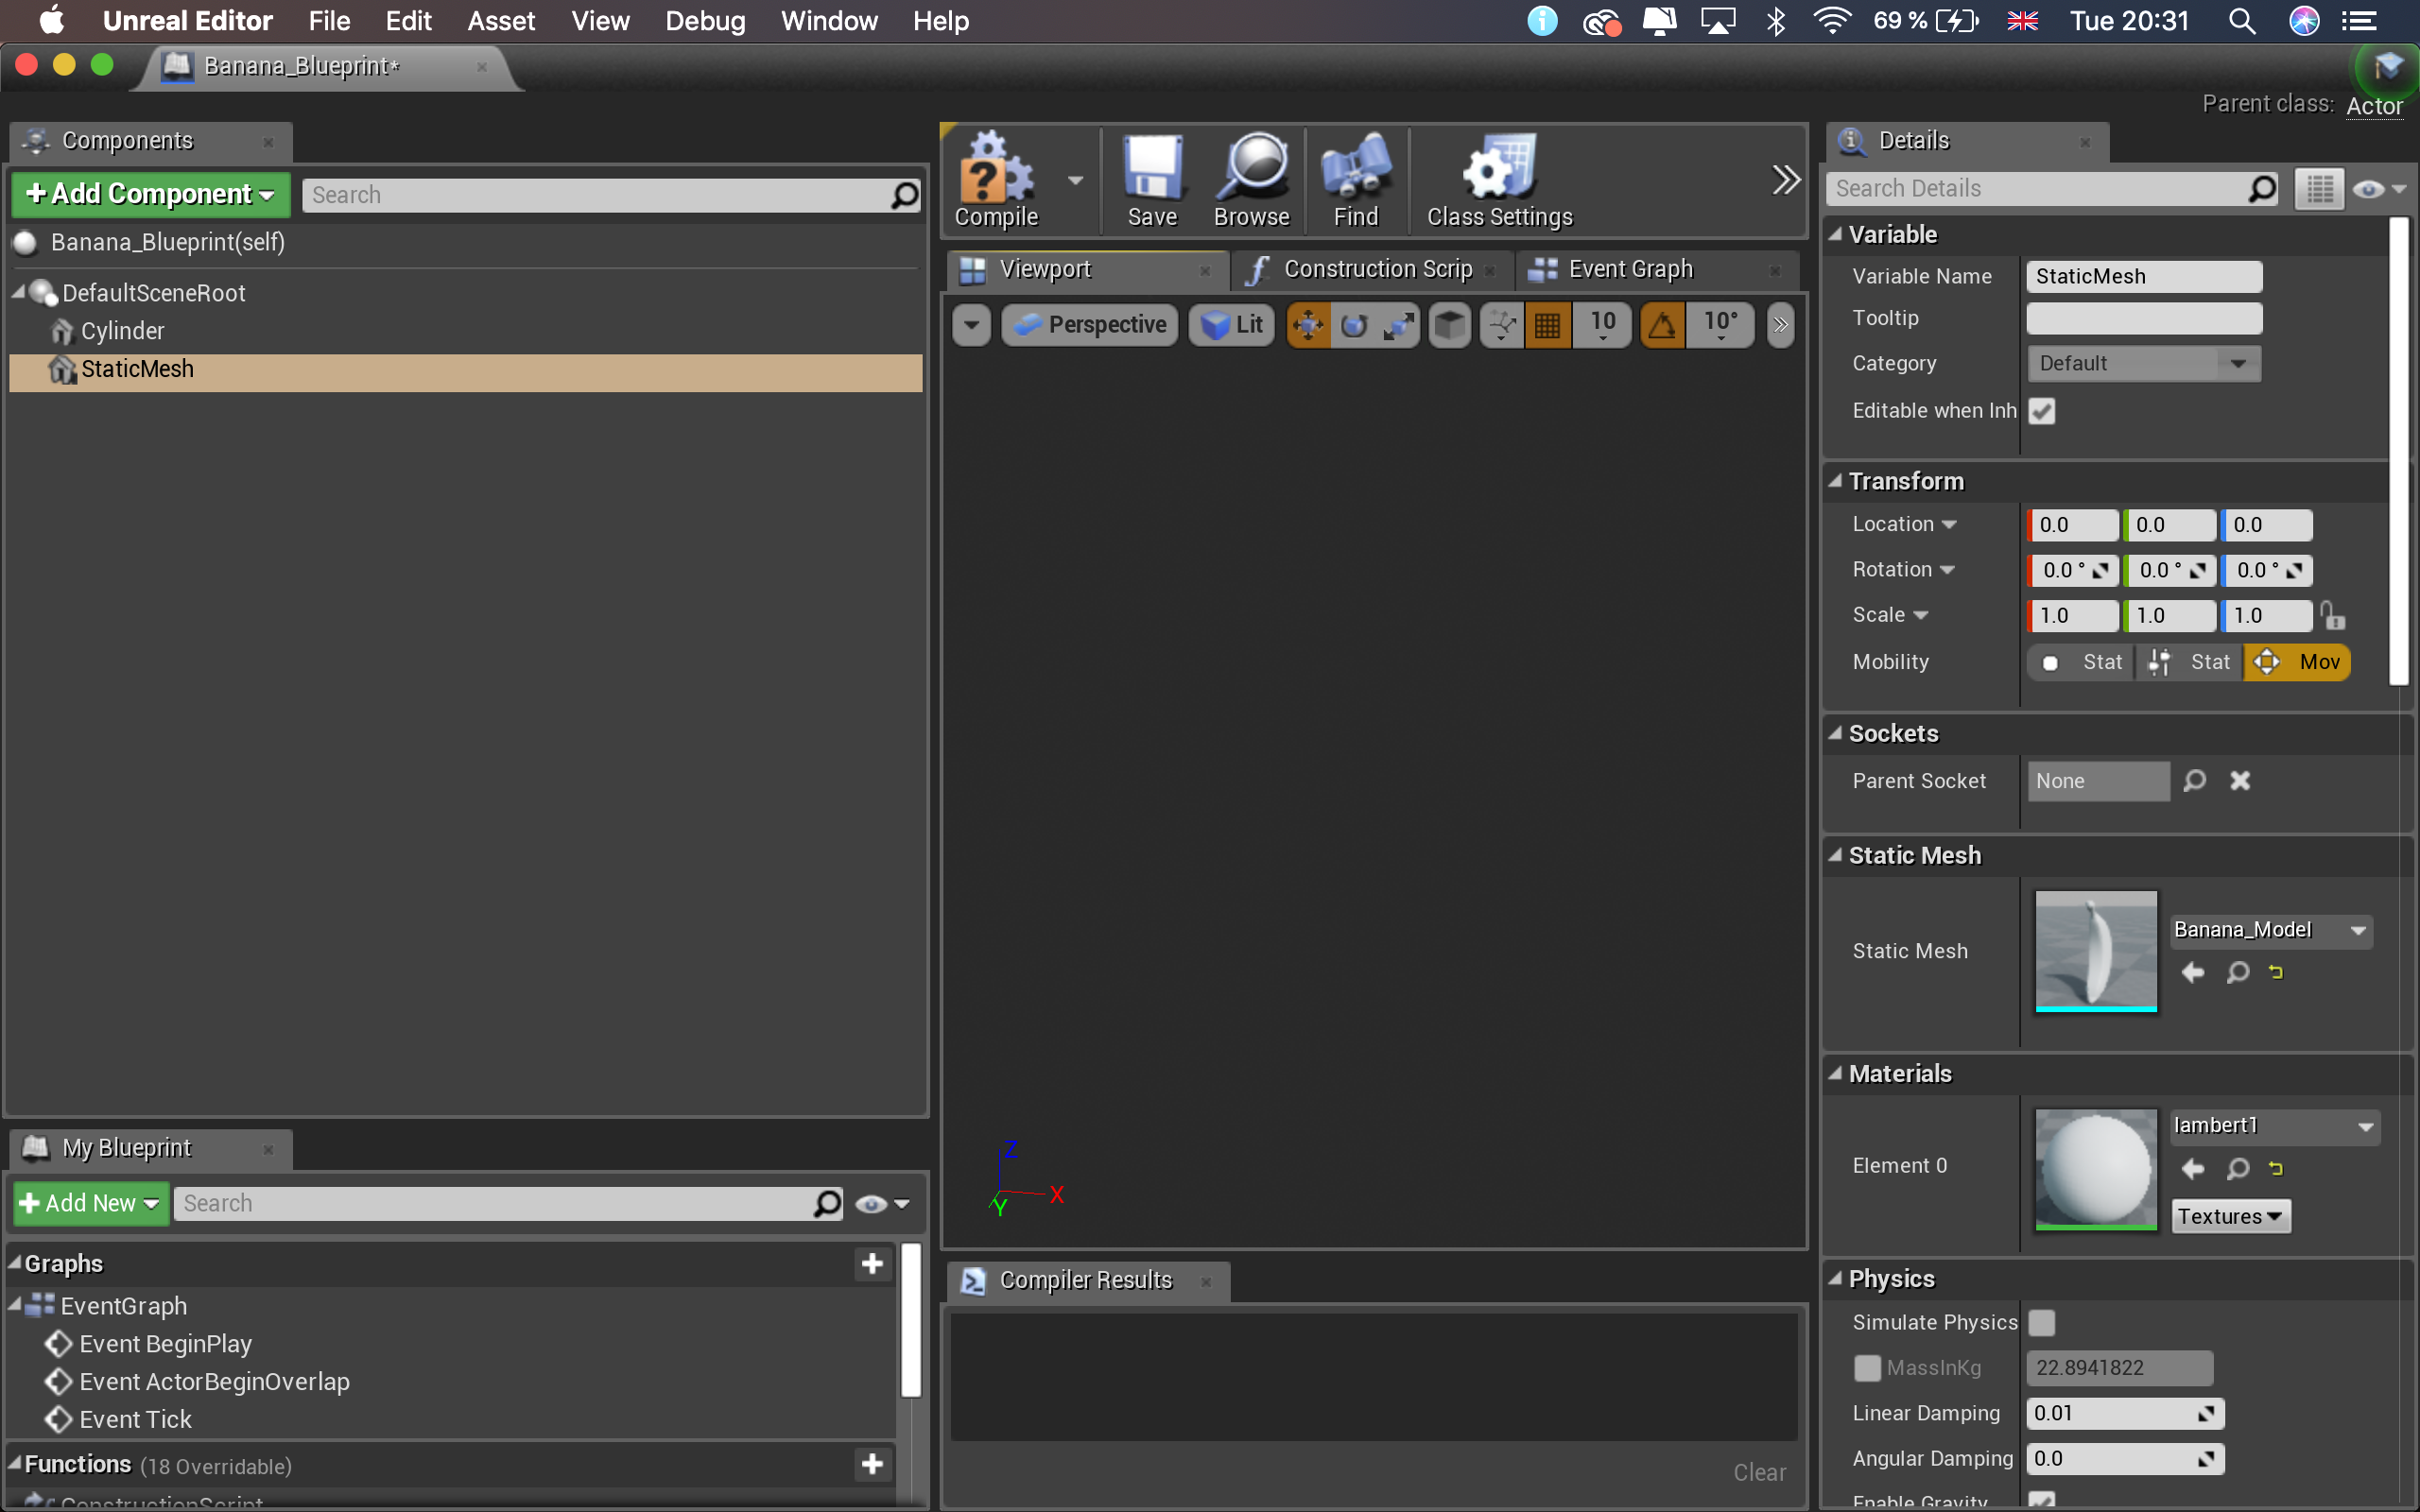 Unreal Editor File Edit Asset View Debug Window Help 69 % Tue 20:31
Banana_Blueprint*
Parent class: Actor
Components
+Add Component Search
Banana_Blueprint(self)
DefaultSceneRoot
Cylinder
StaticMesh
My Blueprint
+ Add New Search
Graphs
EventGraph
Event BeginPlay
Event ActorBeginOverlap
Event Tick
Functions (18 Overridable)
ConstructionScript
Compile Save Browse Find Class Settings
Viewport Construction Scrip Event Graph
Perspective Lit 10 10°
Z
X
Y
Compiler Results
Clear
Details
Search Details
Variable
Variable Name StaticMesh
Tooltip
Category Default
Editable when Inh
Transform
Location 0.0 0.0 0.0
Rotation 0.0 ° 0.0 ° 0.0 °
Scale 1.0 1.0 1.0
Mobility Stat Stat Mov
Sockets
Parent Socket None
Static Mesh
Static Mesh Banana_Model
Materials
Element 0 lambert1
Textures
Physics
Simulate Physics
MassInKg 22.8941822
Linear Damping 0.01
Angular Damping 0.0
Enable Gravity